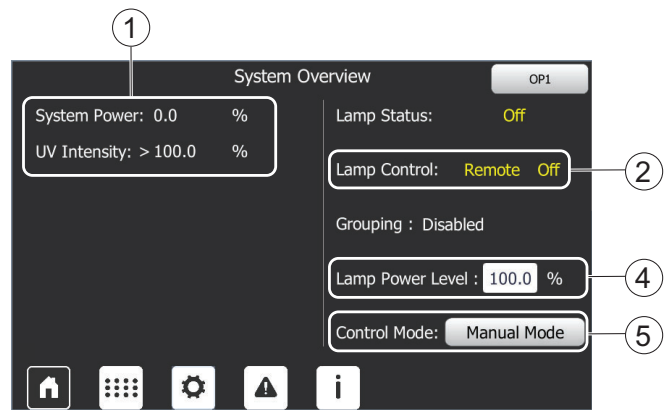 1
System Overview
OP1
System Power: 0.0 %
UV Intensity: > 100.0 %
Lamp Status: Off
Lamp Control: Remote Off
2
Grouping : Disabled
Lamp Power Level : 100.0 %
4
Control Mode: Manual Mode
5
i